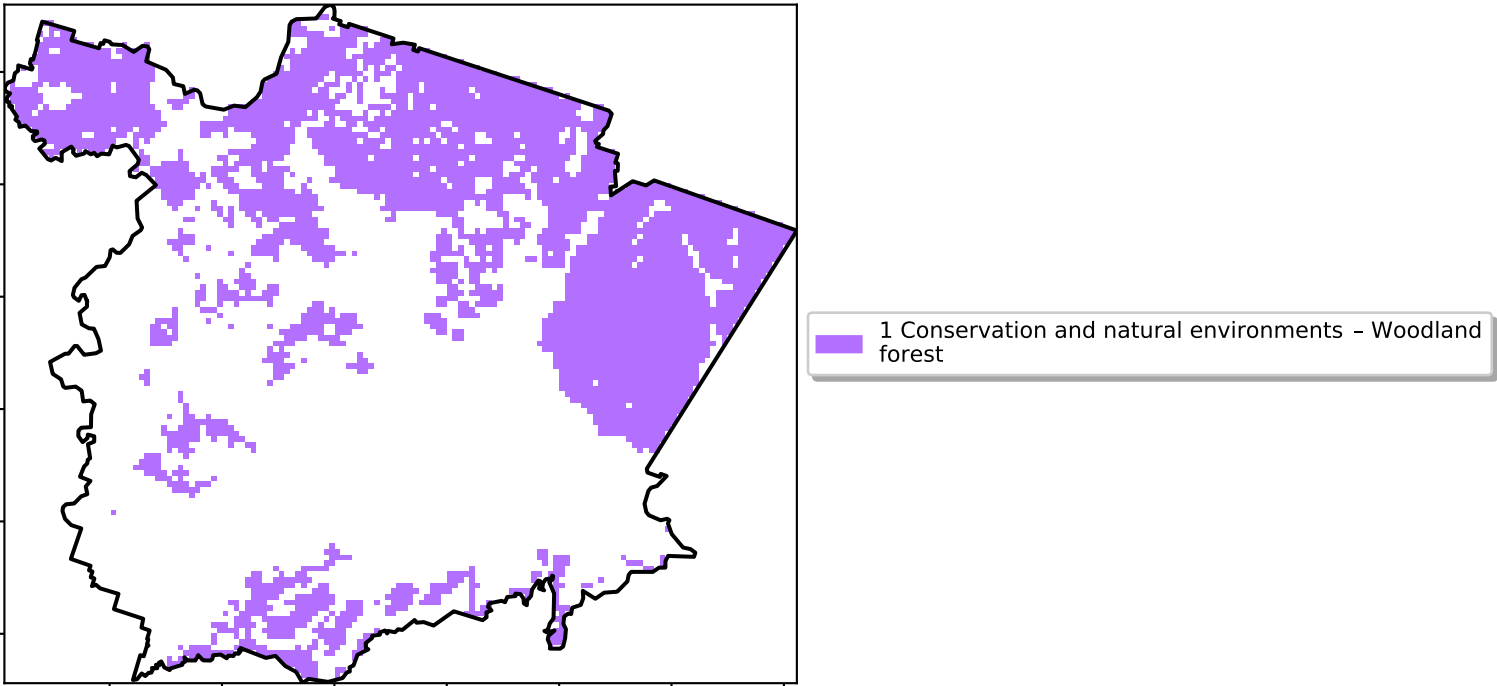 1 Conservation and natural environments – Woodland
forest